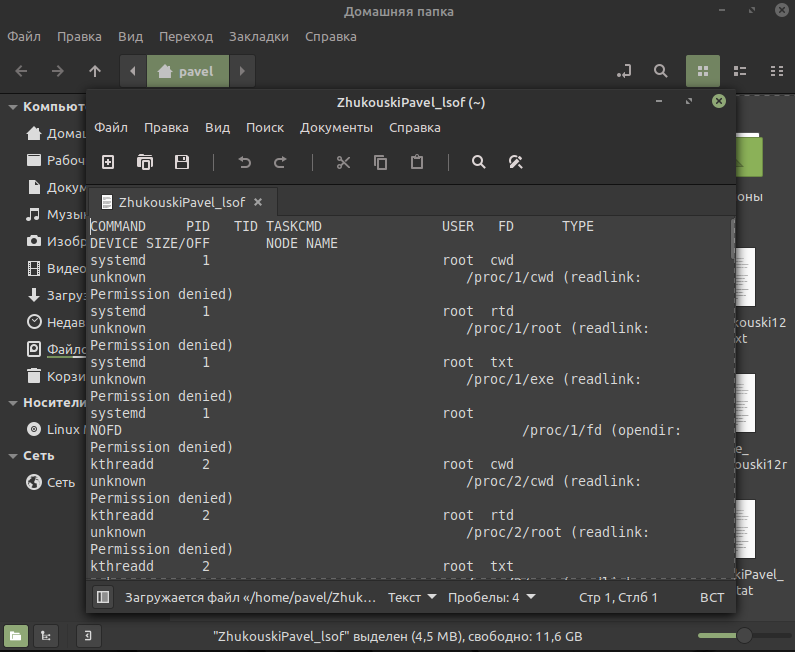 Домашняя папка
Файл Правка Вид Переход Закладки Справка
pavel
Компьют
Домаш
Рабоч
Докум
Музы
Изобр
Видео
Загруз
Недав
Файло
Корзи
Носители
Linux
Сеть
Сеть
ZhukouskiPavel_lsof (~)
Файл Правка Вид Поиск Документы Справка
ZhukouskiPavel_lsof
COMMAND PID TID TASKCMD USER FD TYPE
DEVICE SIZE/OFF NODE NAME
systemd 1 root cwd
unknown /proc/1/cwd (readlink:
Permission denied)
systemd 1 root rtd
unknown /proc/1/root (readlink:
Permission denied)
systemd 1 root txt
unknown /proc/1/exe (readlink:
Permission denied)
systemd 1 root
NOFD /proc/1/fd (opendir:
Permission denied)
kthreadd 2 root cwd
unknown /proc/2/cwd (readlink:
Permission denied)
kthreadd 2 root rtd
unknown /proc/2/root (readlink:
Permission denied)
kthreadd 2 root txt
Загружается файл «/home/pavel/Zhuk... Текст Пробелы: 4 Стр 1, Стлб 1 ВСТ
оны
kouski12
xt
e_
ouski12r
kiPavel_
tat
"ZhukouskiPavel_lsof" выделен (4,5 MB), свободно: 11,6 GB